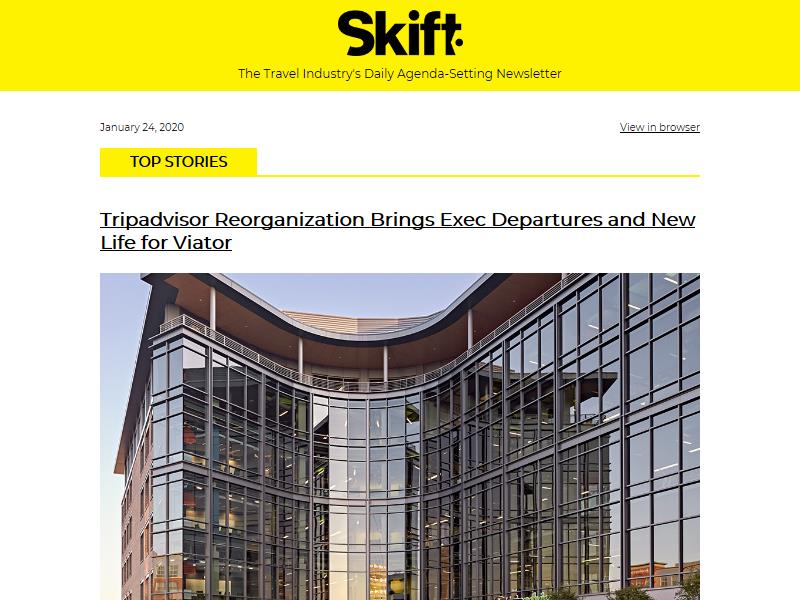 Skift.
The Travel Industry's Daily Agenda-Setting Newsletter
January 24, 2020
View in browser
TOP STORIES
Tripadvisor Reorganization Brings Exec Departures and New
Life for Viator